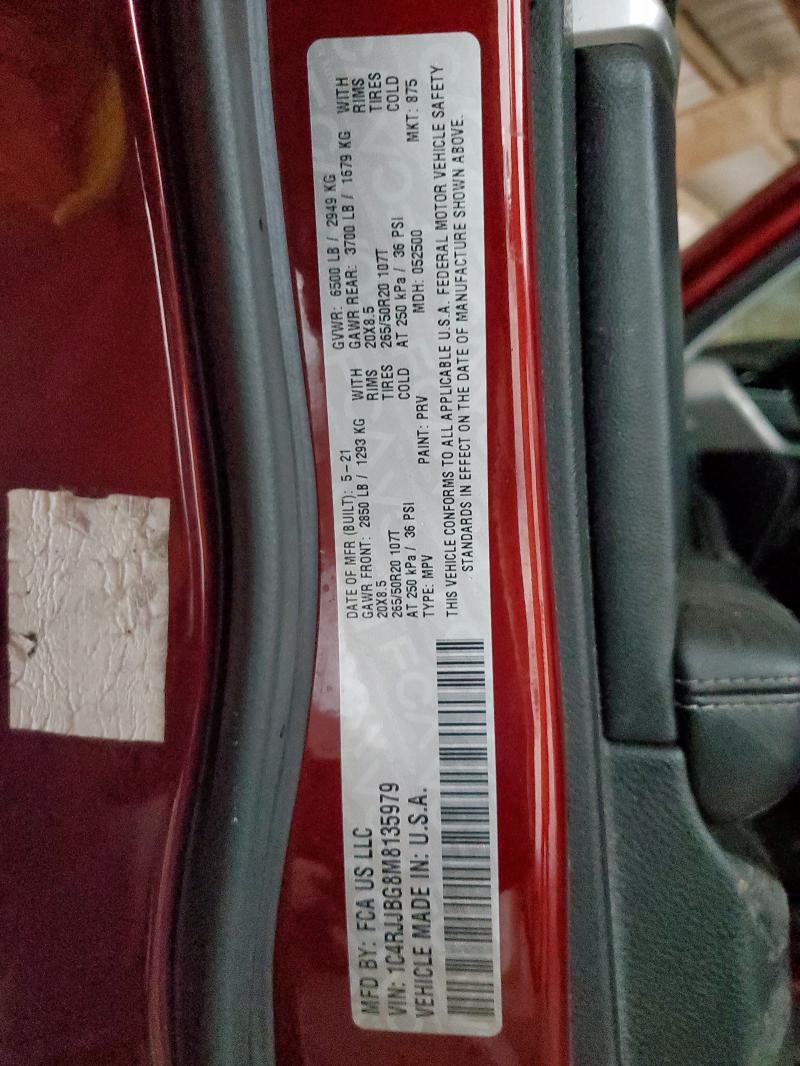 MFD BY: FCA US LLC
VIN: 1C4RJJBG8M8135979
VEHICLE MADE IN: U.S.A.
DATE OF MFR (BUILT): 5-21
GVWR: 6500 LB / 2949 KG
GAWR FRONT: 2850 LB / 1293 KG WITH
GAWR REAR: 3700 LB / 1679 KG WITH
20X8.5 RIMS
20X8.5 RIMS
265/50R20 107T TIRES
265/50R20 107T TIRES
AT 250 kPa / 36 PSI COLD
AT 250 kPa / 36 PSI COLD
TYPE: MPV PAINT: PRV MDH: 052500 MKT: 875
THIS VEHICLE CONFORMS TO ALL APPLICABLE U.S.A. FEDERAL MOTOR VEHICLE SAFETY
STANDARDS IN EFFECT ON THE DATE OF MANUFACTURE SHOWN ABOVE.